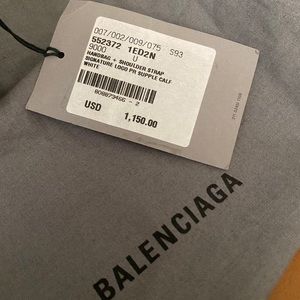 007/002/009/075 S93
552372 1ED2N
9000 U
HANDBAG + SHOULDER STRAP
SIGNATURE LOGO PR SUPPLE CALF
WHITE
USD 1,150.00
BALENCIAGA